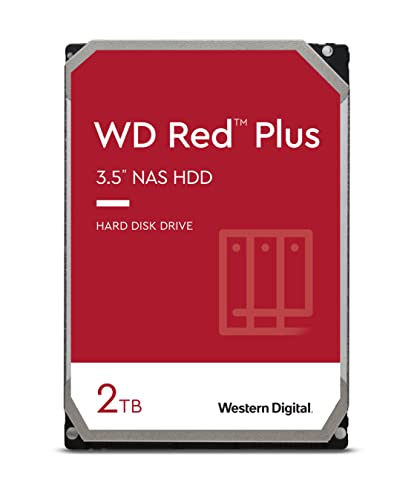 WD Red™ Plus
3.5" NAS HDD
HARD DISK DRIVE
2TB
Western Digital.